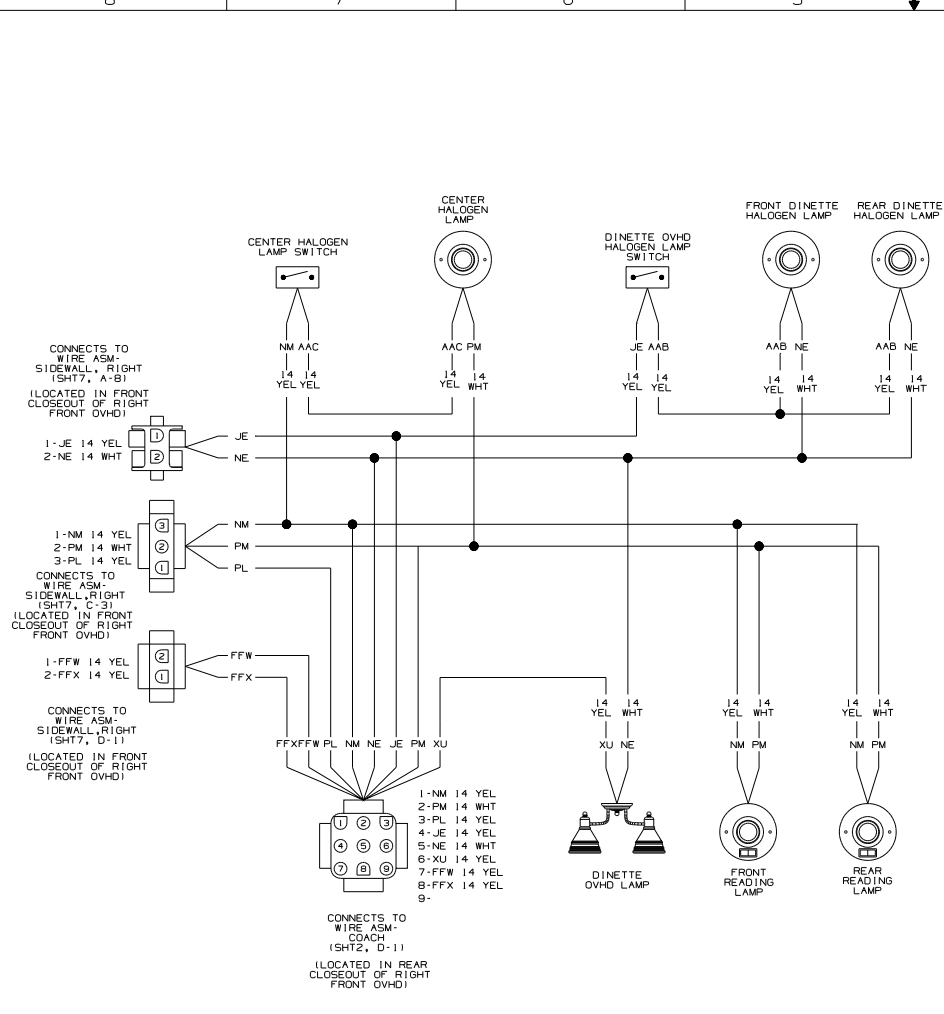 CENTER
HALOGEN
LAMP
FRONT DINETTE
HALOGEN LAMP
REAR DINETTE
HALOGEN LAMP
CENTER HALOGEN
LAMP SWITCH
DINETTE OVHD
HALOGEN LAMP
SWITCH
NM AAC
AAC PM
JE AAB
AAB NE
AAB NE
14 14
YEL YEL
14 14
YEL WHT
14 14
YEL YEL
14 14
YEL WHT
14 14
YEL WHT
CONNECTS TO
WIRE ASM-
SIDEWALL, RIGHT
(SHT7, A-8)
(LOCATED IN FRONT
CLOSEOUT OF RIGHT
FRONT OVHD)
1-JE 14 YEL
2-NE 14 WHT
1
2
JE
NE
1-NM 14 YEL
2-PM 14 WHT
3-PL 14 YEL
3
2
1
NM
PM
PL
CONNECTS TO
WIRE ASM-
SIDEWALL,RIGHT
(SHT7, C-3)
(LOCATED IN FRONT
CLOSEOUT OF RIGHT
FRONT OVHD)
1-FFW 14 YEL
2-FFX 14 YEL
2
1
FFW
FFX
CONNECTS TO
WIRE ASM-
SIDEWALL,RIGHT
(SHT7, D-1)
(LOCATED IN FRONT
CLOSEOUT OF RIGHT
FRONT OVHD)
FFX FFW PL NM NE JE PM XU
14 14
YEL WHT
XU NE
14 14
YEL WHT
NM PM
14 14
YEL WHT
NM PM
1 2 3
4 5 6
7 8 9
1-NM 14 YEL
2-PM 14 WHT
3-PL 14 YEL
4-JE 14 YEL
5-NE 14 WHT
6-XU 14 YEL
7-FFW 14 YEL
8-FFX 14 YEL
9-
DINETTE
OVHD LAMP
FRONT
READING
LAMP
REAR
READING
LAMP
CONNECTS TO
WIRE ASM-
COACH
(SHT2, D-1)
(LOCATED IN REAR
CLOSEOUT OF RIGHT
FRONT OVHD)